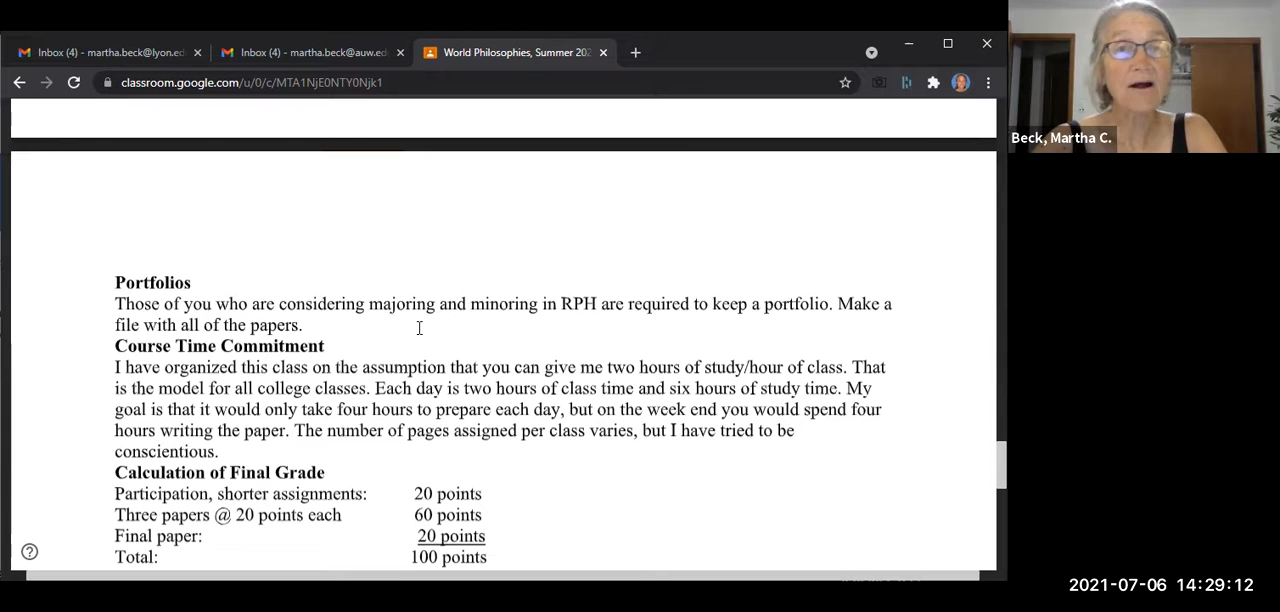 Inbox (4) - martha.beck@lyon.ed
Inbox (4) - martha.beck@auw.ed
World Philosophies, Summer 202
classroom.google.com/u/0/c/MTA1NjE0NTY0Njk1
Beck, Martha C.
Portfolios
Those of you who are considering majoring and minoring in RPH are required to keep a portfolio. Make a
file with all of the papers.
Course Time Commitment
I have organized this class on the assumption that you can give me two hours of study/hour of class. That
is the model for all college classes. Each day is two hours of class time and six hours of study time. My
goal is that it would only take four hours to prepare each day, but on the week end you would spend four
hours writing the paper. The number of pages assigned per class varies, but I have tried to be
conscientious.
Calculation of Final Grade
Participation, shorter assignments: 20 points
Three papers @ 20 points each 60 points
Final paper: 20 points
Total: 100 points
2021-07-06 14:29:12